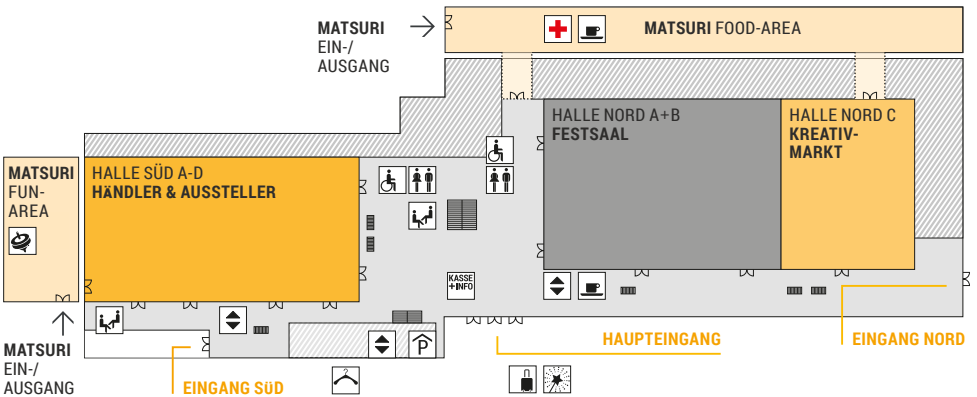 MATSURI
EIN-/
AUSGANG
MATSURI FOOD-AREA
HALLE NORD A+B
FESTSAAL
HALLE NORD C
KREATIV-
MARKT
MATSURI
FUN-
AREA
HALLE SÜD A-D
HÄNDLER & AUSSTELLER
KASSE
+INFO
P
MATSURI
EIN-/
AUSGANG
EINGANG SÜD
HAUPTEINGANG
EINGANG NORD